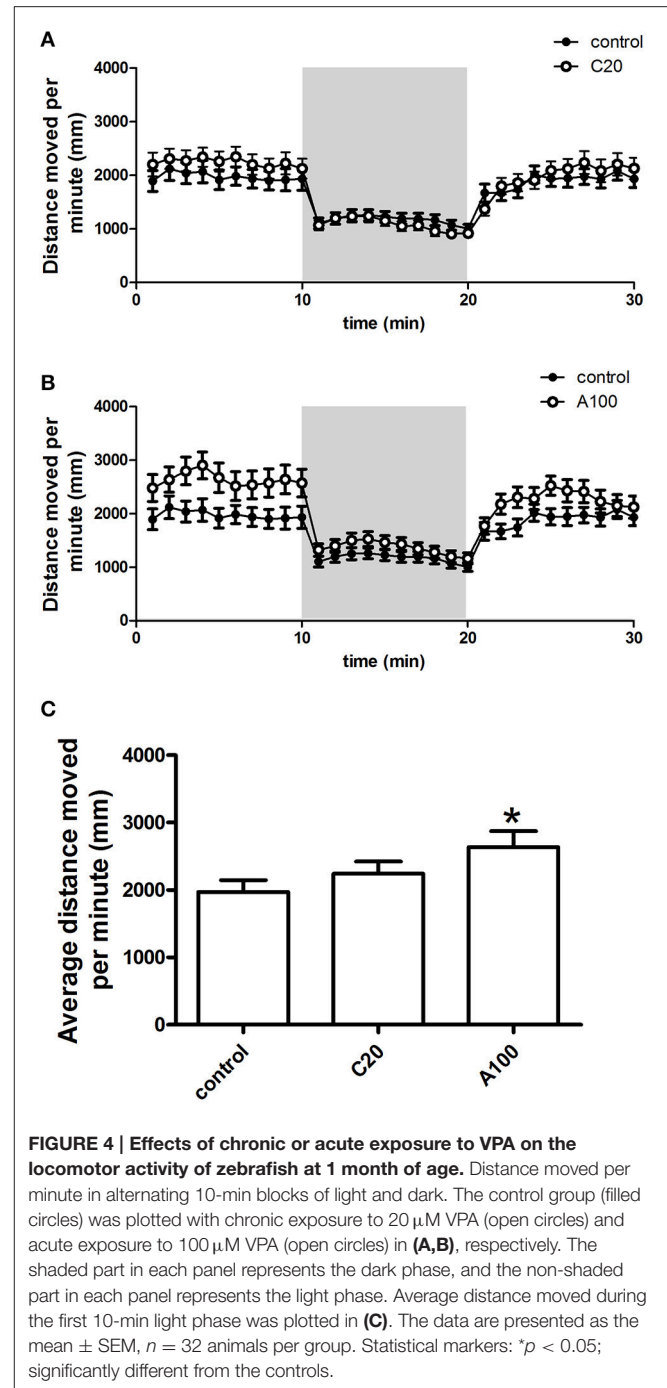 A
control
C20
Distance moved per
minute (mm)
4000
3000
2000
1000
0
0
10
20
30
time (min)
B
control
A100
Distance moved per
minute (mm)
4000
3000
2000
1000
0
0
10
20
30
time (min)
C
Average distance moved
per minute (mm)
4000
3000
2000
1000
0
*
control
C20
A100
FIGURE 4 | Effects of chronic or acute exposure to VPA on the
locomotor activity of zebrafish at 1 month of age. Distance moved per
minute in alternating 10-min blocks of light and dark. The control group (filled
circles) was plotted with chronic exposure to 20 μM VPA (open circles) and
acute exposure to 100 μM VPA (open circles) in (A,B), respectively. The
shaded part in each panel represents the dark phase, and the non-shaded
part in each panel represents the light phase. Average distance moved during
the first 10-min light phase was plotted in (C). The data are presented as the
mean ± SEM, n = 32 animals per group. Statistical markers: *p < 0.05;
significantly different from the controls.